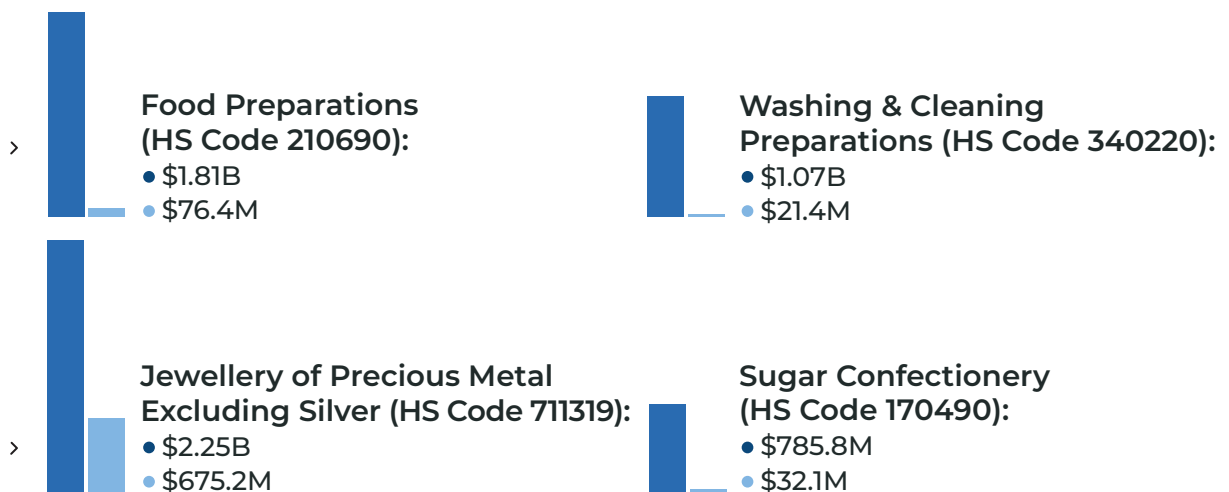 Food Preparations
(HS Code 210690):
$1.81B
$76.4M
Washing & Cleaning
Preparations (HS Code 340220):
$1.07B
$21.4M
Jewellery of Precious Metal
Excluding Silver (HS Code 711319):
$2.25B
$675.2M
Sugar Confectionery
(HS Code 170490):
$785.8M
$32.1M